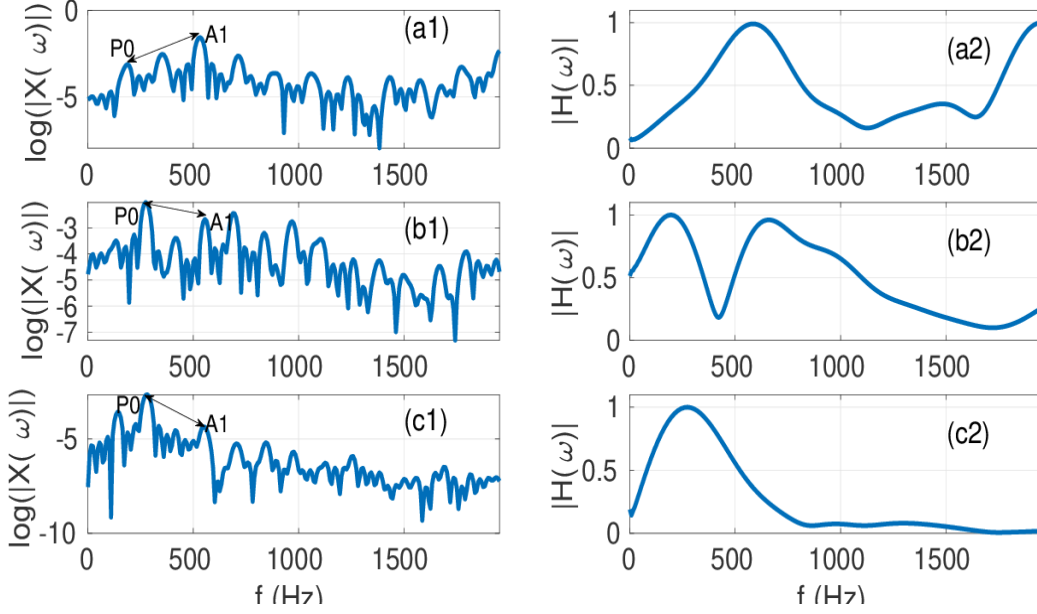 0
-5
log(|X( ω)|)
P0
A1
(a1)
0 500 1000 1500
1
0.5
0
|H(ω)|
(a2)
0 500 1000 1500
-3
-4
-5
-6
-7
log(|X( ω)|)
P0
A1
(b1)
0 500 1000 1500
1
0.5
0
|H(ω)|
(b2)
0 500 1000 1500
-5
-10
log(|X( ω)|)
P0
A1
(c1)
0 500 1000 1500
f (Hz)
1
0.5
0
|H(ω)|
(c2)
0 500 1000 1500
f (Hz)